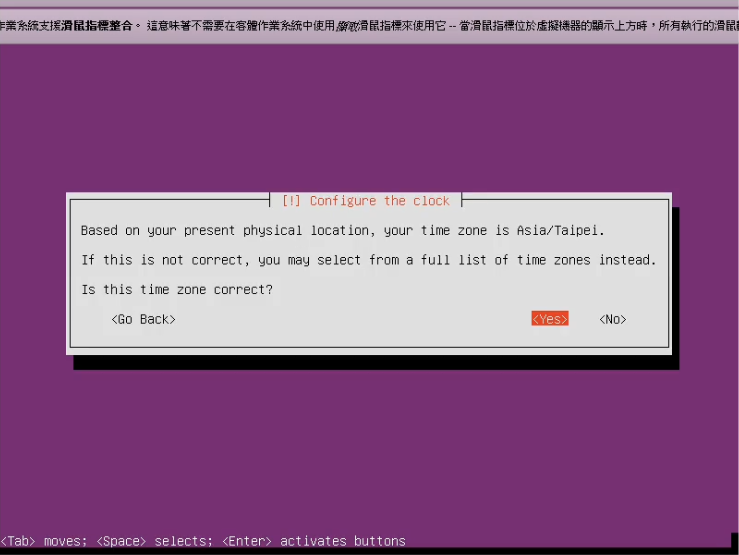 作業系統支援滑鼠指標整合。 這意味著不需要在客體作業系統中使用擷取滑鼠指標來使用它 -- 當滑鼠指標位於虛擬機器的顯示上方時，所有執行的滑鼠
[!] Configure the clock
Based on your present physical location, your time zone is Asia/Taipei.
If this is not correct, you may select from a full list of time zones instead.
Is this time zone correct?
<Go Back> <Yes> <No>
<Tab> moves; <Space> selects; <Enter> activates buttons